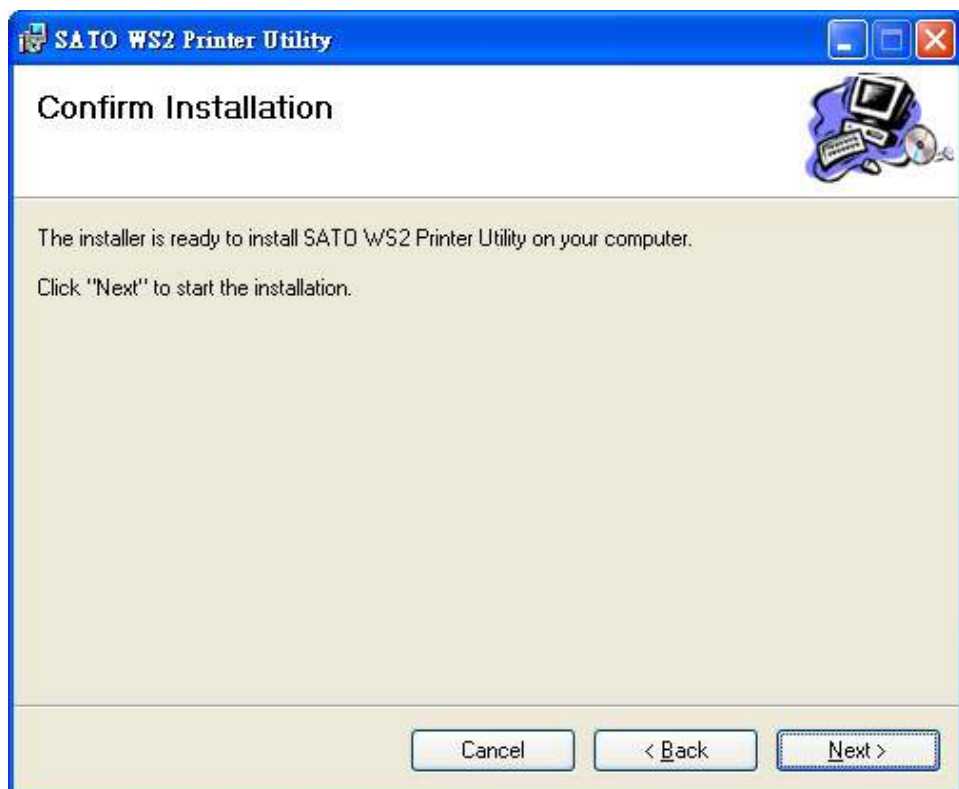 SATO WS2 Printer Utility
Confirm Installation
The installer is ready to install SATO WS2 Printer Utility on your computer.
Click "Next" to start the installation.
Cancel
< Back
Next >